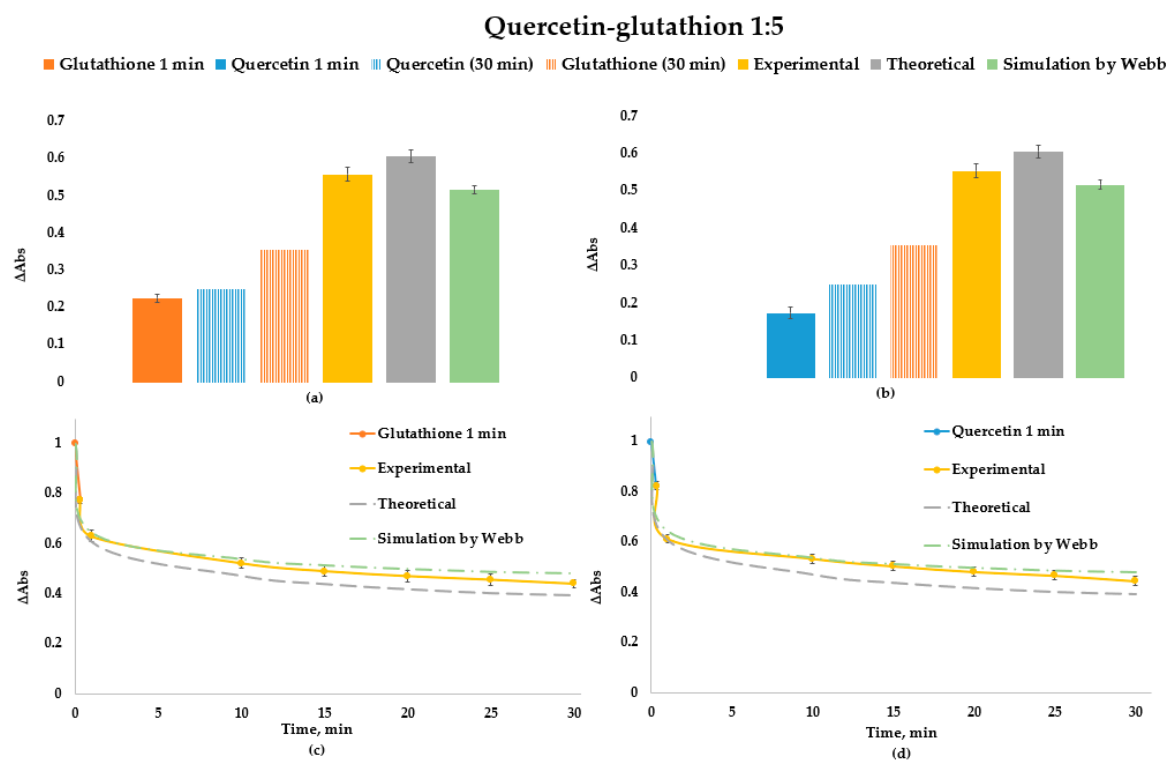 Quercetin-glutathion 1:5
Glutathione 1 min Quercetin 1 min Quercetin (30 min) Glutathione (30 min) Experimental Theoretical Simulation by Webb
0.7
0.6
0.5
0.4
0.3
0.2
0.1
0
ΔAbs
(a)
0.7
0.6
0.5
0.4
0.3
0.2
0.1
0
ΔAbs
(b)
1
0.8
0.6
0.4
0.2
0
ΔAbs
Glutathione 1 min
Experimental
Theoretical
Simulation by Webb
0 5 10 15 20 25 30
Time, min
(c)
1
0.8
0.6
0.4
0.2
0
ΔAbs
Quercetin 1 min
Experimental
Theoretical
Simulation by Webb
0 5 10 15 20 25 30
Time, min
(d)